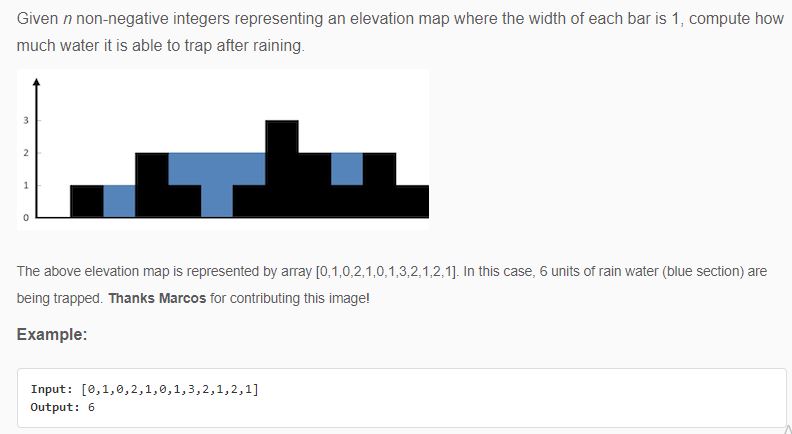 Given n non-negative integers representing an elevation map where the width of each bar is 1, compute how
much water it is able to trap after raining.
3
2
1
0
The above elevation map is represented by array [0,1,0,2,1,0,1,3,2,1,2,1]. In this case, 6 units of rain water (blue section) are
being trapped. Thanks Marcos for contributing this image!
Example:
Input: [0,1,0,2,1,0,1,3,2,1,2,1]
Output: 6